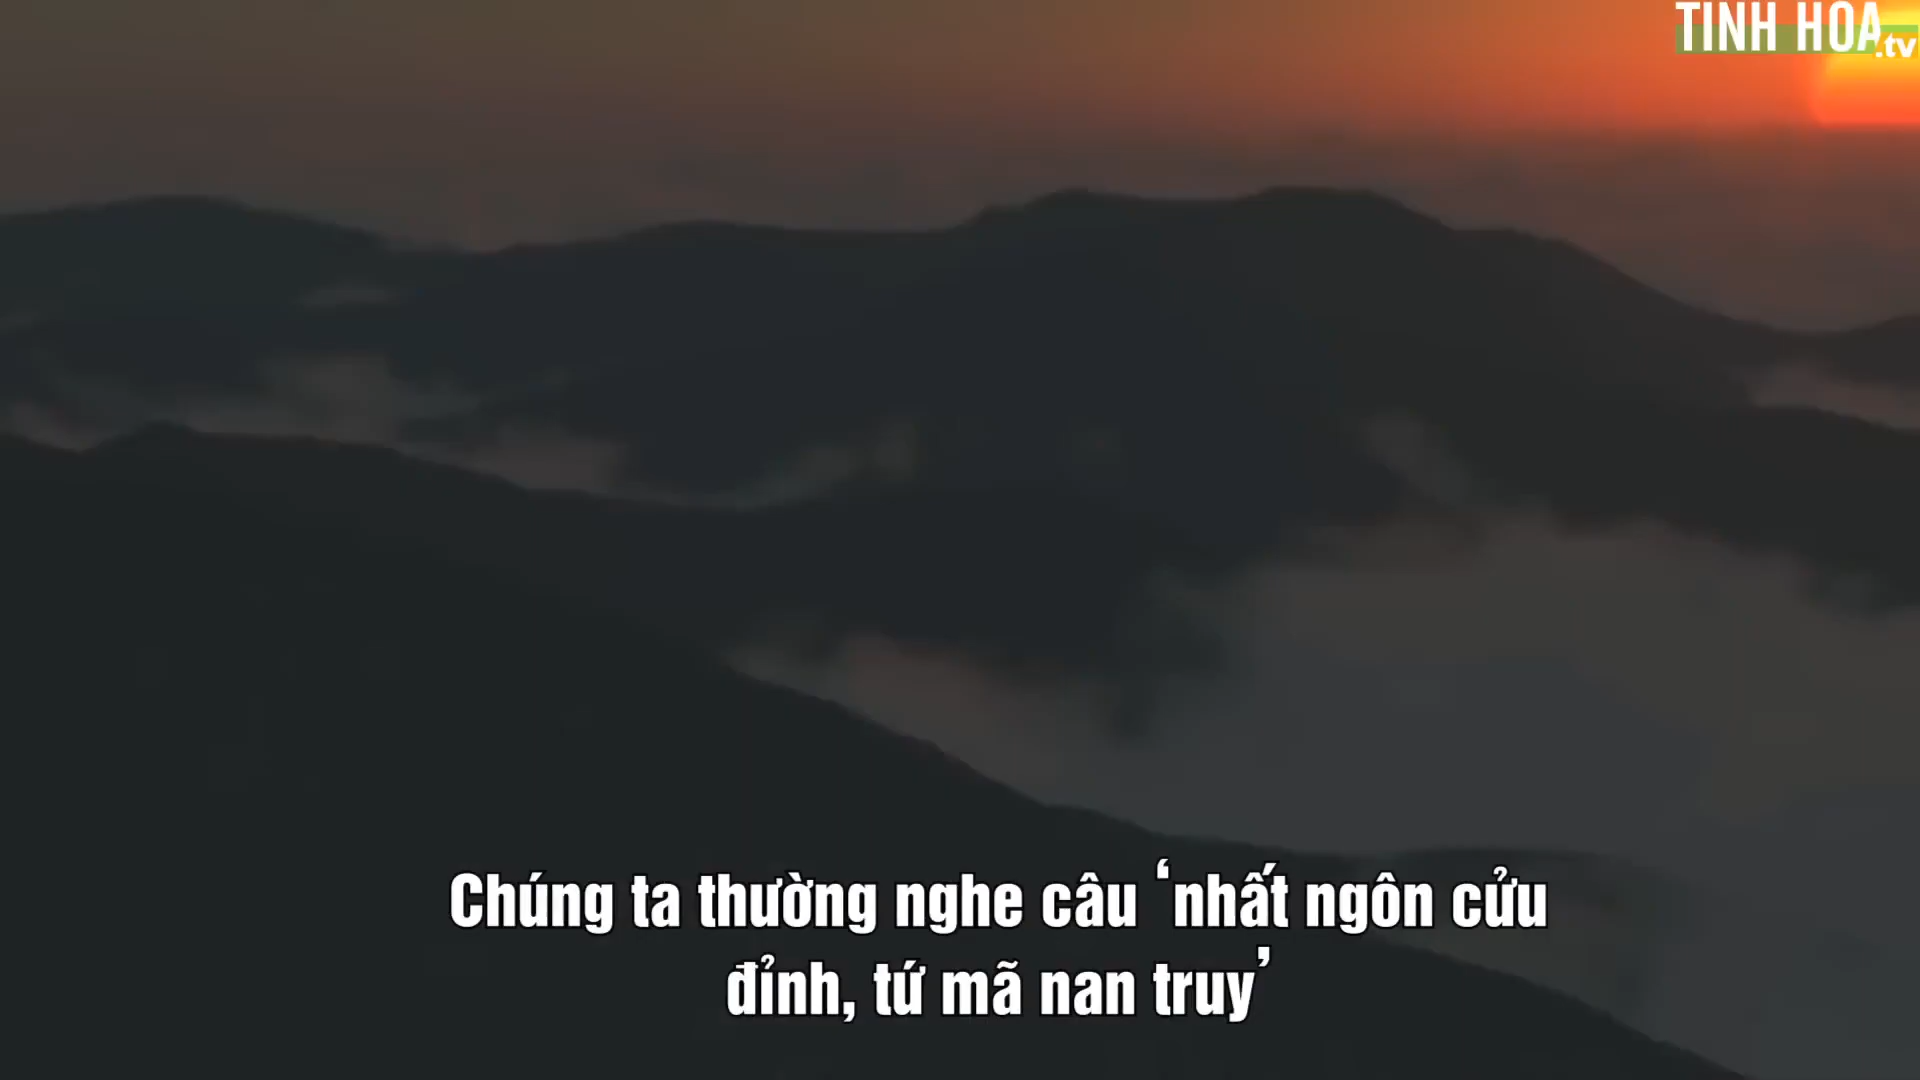 TINH HOA.tv
Chúng ta thường nghe câu ‘nhất ngôn cửu
đỉnh, tứ mã nan truy’